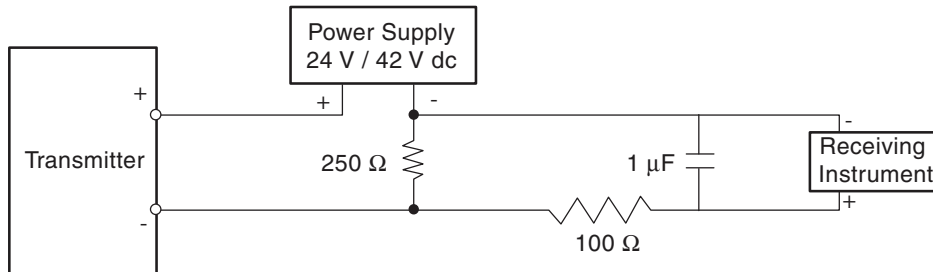 Power Supply
24 V / 42 V dc
+
+
-
-
Transmitter
250 Ω
1 μF
Receiving
Instrument
-
+
100 Ω